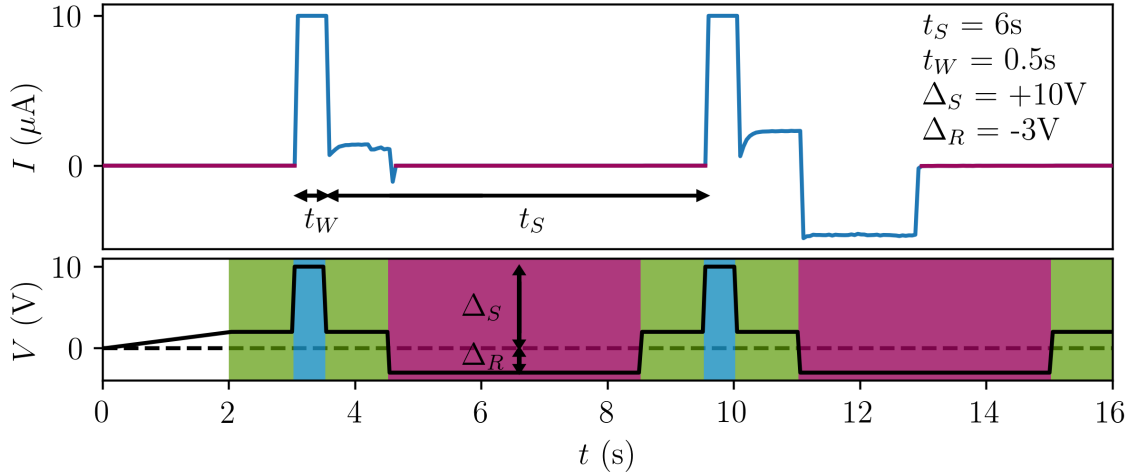 10
0
I (μA)
t_S = 6s
t_W = 0.5s
Δ_S = +10V
Δ_R = -3V
t_W
t_S
10
0
V (V)
Δ_S
Δ_R
0 2 4 6 8 10 12 14 16
t (s)